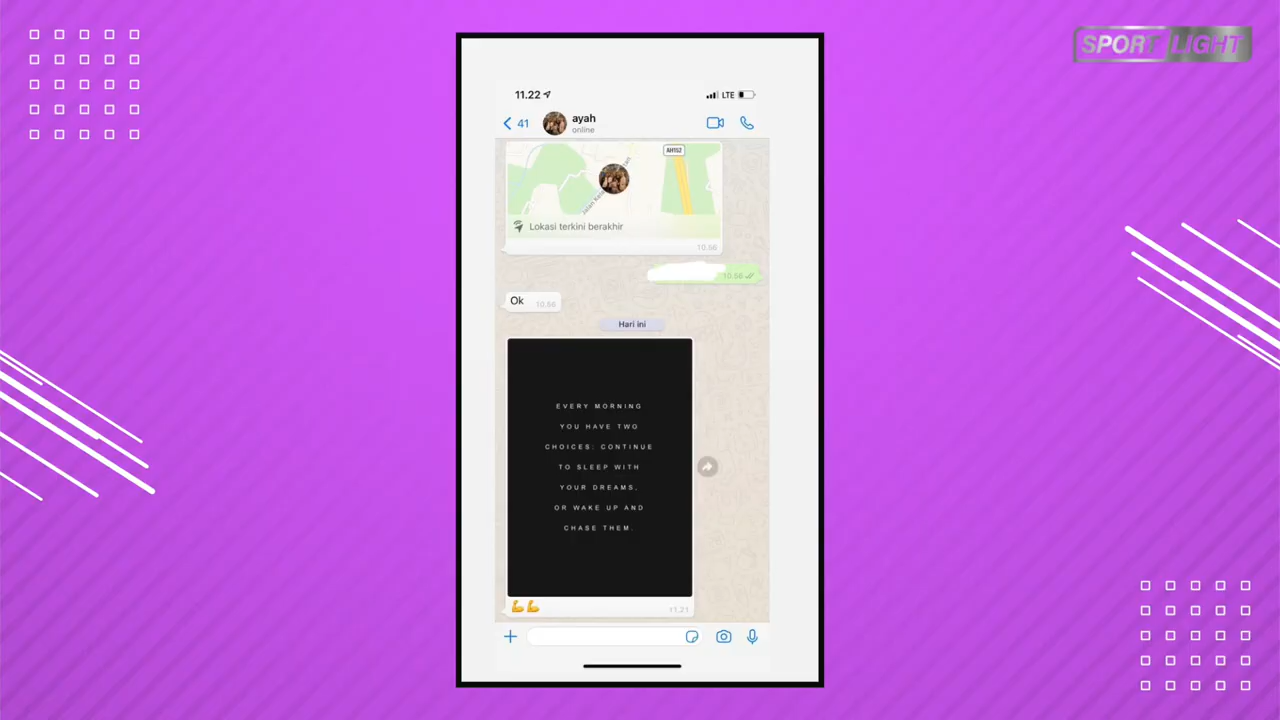 SPORT LIGHT
11.22
LTE
41
ayah
online
AH152
Lokasi terkini berakhir
10.56
10.56
Ok
10.56
Hari ini
EVERY MORNING
YOU HAVE TWO
CHOICES: CONTINUE
TO SLEEP WITH
YOUR DREAMS,
OR WAKE UP AND
CHASE THEM.
💪💪
11.21